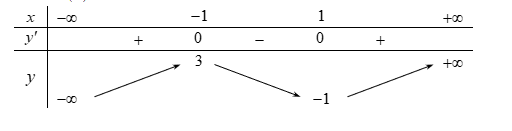 x −∞ −1 1 +∞
y' + 0 − 0 +
3 +∞
y
−∞ −1